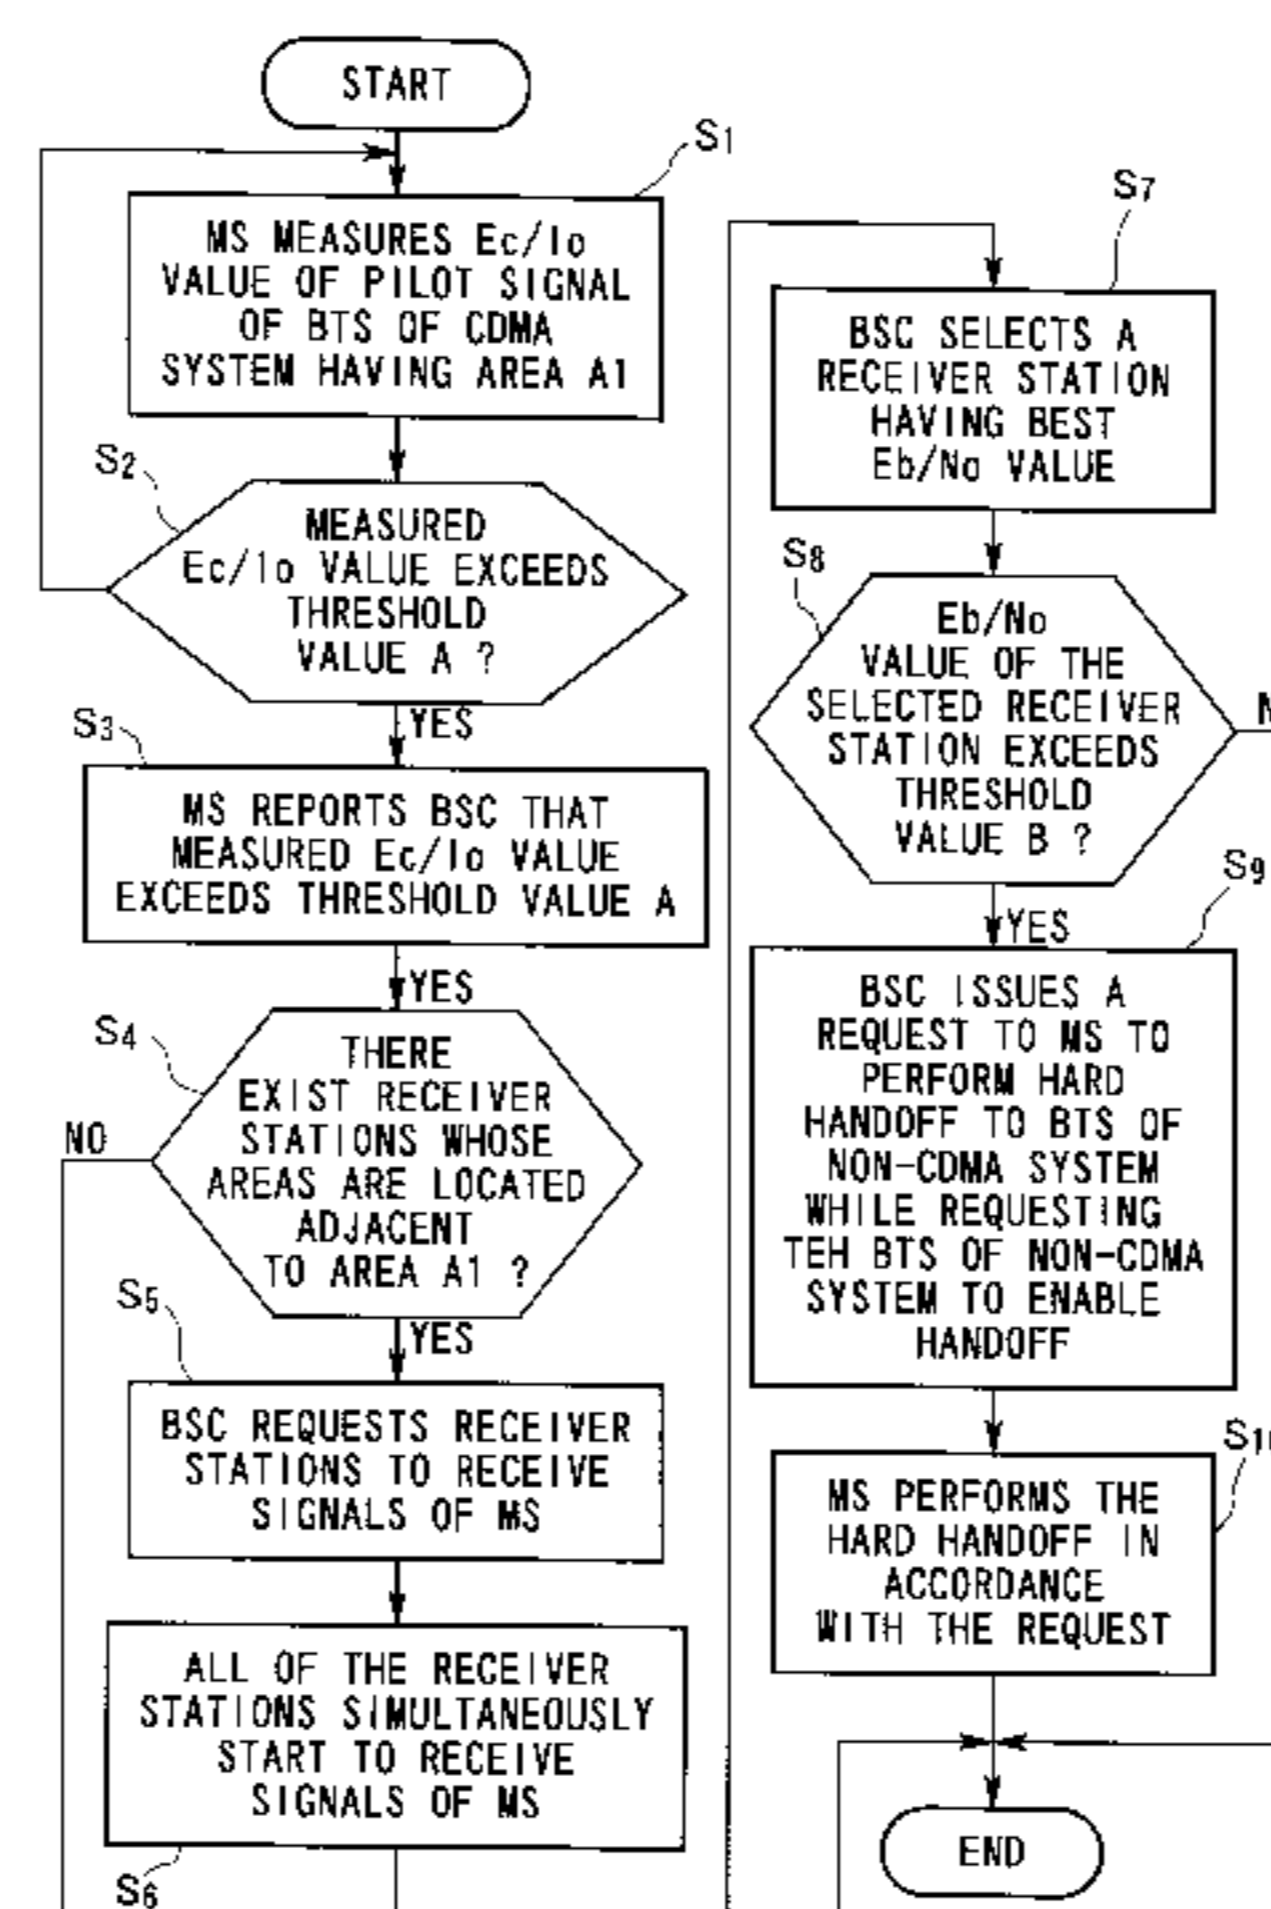 START
S1
MS MEASURES Ec/Io
VALUE OF PILOT SIGNAL
OF BTS OF CDMA
SYSTEM HAVING AREA A1
S2
MEASURED
Ec/Io VALUE EXCEEDS
THRESHOLD
VALUE A ?
YES
S3
MS REPORTS BSC THAT
MEASURED Ec/Io VALUE
EXCEEDS THRESHOLD VALUE A
YES
S4
THERE
EXIST RECEIVER
STATIONS WHOSE
AREAS ARE LOCATED
ADJACENT
TO AREA A1 ?
NO
YES
S5
BSC REQUESTS RECEIVER
STATIONS TO RECEIVE
SIGNALS OF MS
ALL OF THE RECEIVER
STATIONS SIMULTANEOUSLY
START TO RECEIVE
SIGNALS OF MS
S6
S7
BSC SELECTS A
RECEIVER STATION
HAVING BEST
Eb/No VALUE
S8
Eb/No
VALUE OF THE
SELECTED RECEIVER
STATION EXCEEDS
THRESHOLD
VALUE B ?
YES
S9
BSC ISSUES A
REQUEST TO MS TO
PERFORM HARD
HANDOFF TO BTS OF
NON-CDMA SYSTEM
WHILE REQUESTING
TEH BTS OF NON-CDMA
SYSTEM TO ENABLE
HANDOFF
MS PERFORMS THE
HARD HANDOFF IN
ACCORDANCE
WITH THE REQUEST
END